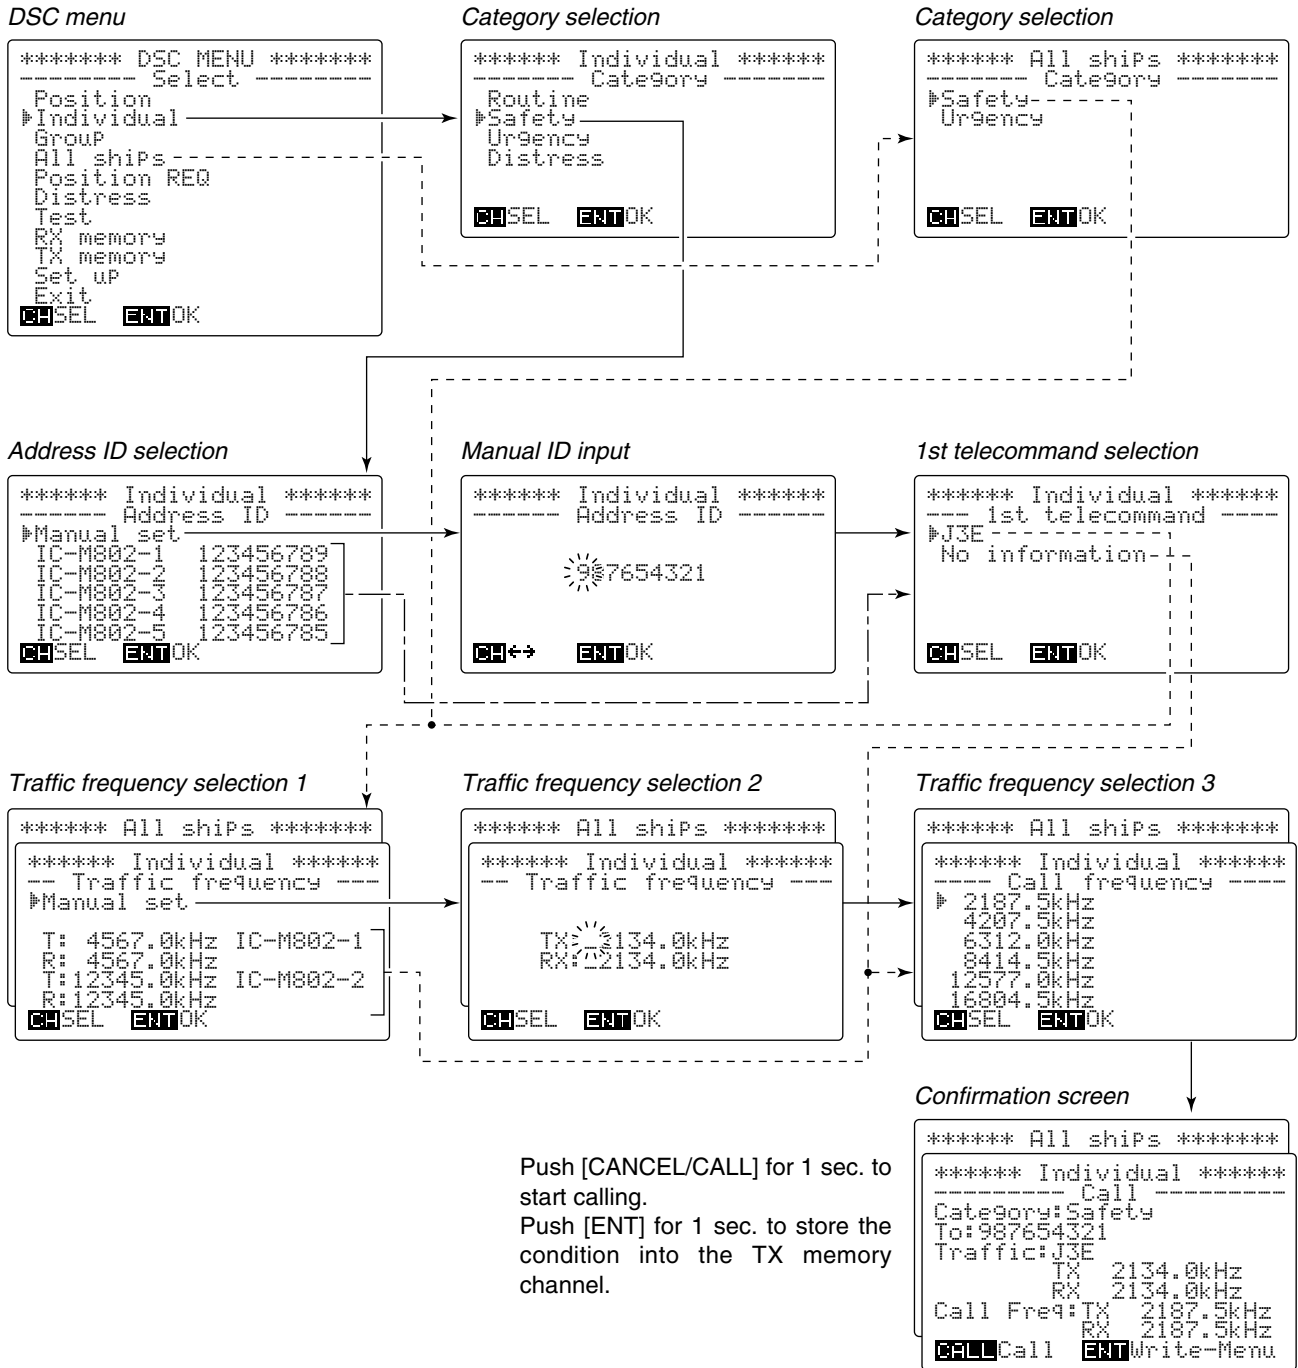 DSC menu
******* DSC MENU *******
-------- Select --------
Position
Individual
Group
All ships
Position REQ
Distress
Test
RX memory
TX memory
Set up
Exit
CH SEL ENT OK
Category selection
****** Individual ******
------- Category -------
Routine
Safety
Urgency
Distress
CH SEL ENT OK
Category selection
****** All ships *******
------- Category -------
Safety
Urgency
CH SEL ENT OK
Address ID selection
****** Individual ******
------ Address ID ------
Manual set
IC-M802-1 123456789
IC-M802-2 123456788
IC-M802-3 123456787
IC-M802-4 123456786
IC-M802-5 123456785
CH SEL ENT OK
Manual ID input
****** Individual ******
------ Address ID ------
987654321
CH ↔ ENT OK
1st telecommand selection
****** Individual ******
--- 1st telecommand ----
J3E
No information
CH SEL ENT OK
Traffic frequency selection 1
****** All ships *******
****** Individual ******
-- Traffic frequency ---
Manual set
T: 4567.0kHz IC-M802-1
R: 4567.0kHz
T:12345.0kHz IC-M802-2
R:12345.0kHz
CH SEL ENT OK
Traffic frequency selection 2
****** All ships *******
****** Individual ******
-- Traffic frequency ---
TX:_2134.0kHz
RX:_2134.0kHz
CH SEL ENT OK
Traffic frequency selection 3
****** All ships *******
****** Individual ******
---- Call frequency ----
2187.5kHz
4207.5kHz
6312.0kHz
8414.5kHz
12577.0kHz
16804.5kHz
CH SEL ENT OK
Push [CANCEL/CALL] for 1 sec. to
start calling.
Push [ENT] for 1 sec. to store the
condition into the TX memory
channel.
Confirmation screen
****** All ships *******
****** Individual ******
--------- Call ---------
Category:Safety
To:987654321
Traffic:J3E
TX 2134.0kHz
RX 2134.0kHz
Call Freq:TX 2187.5kHz
RX 2187.5kHz
CALL Call ENT Write-Menu